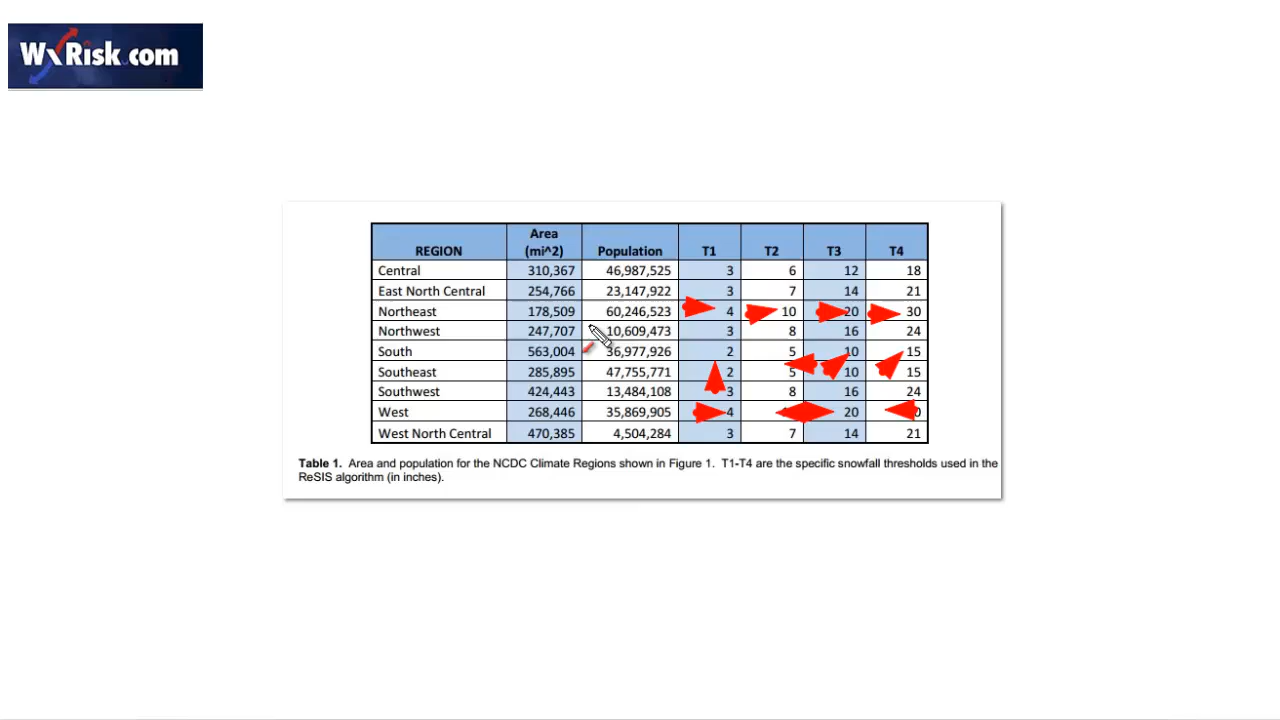 WxRisk.com
REGION Area (mi^2) Population T1 T2 T3 T4
Central 310,367 46,987,525 3 6 12 18
East North Central 254,766 23,147,922 3 7 14 21
Northeast 178,509 60,246,523 4 10 20 30
Northwest 247,707 10,609,473 3 8 16 24
South 563,004 36,977,926 2 5 10 15
Southeast 285,895 47,755,771 2 5 10 15
Southwest 424,443 13,484,108 3 8 16 24
West 268,446 35,869,905 4 20
West North Central 470,385 4,504,284 3 7 14 21
Table 1. Area and population for the NCDC Climate Regions shown in Figure 1. T1-T4 are the specific snowfall thresholds used in the
ReSIS algorithm (in inches).